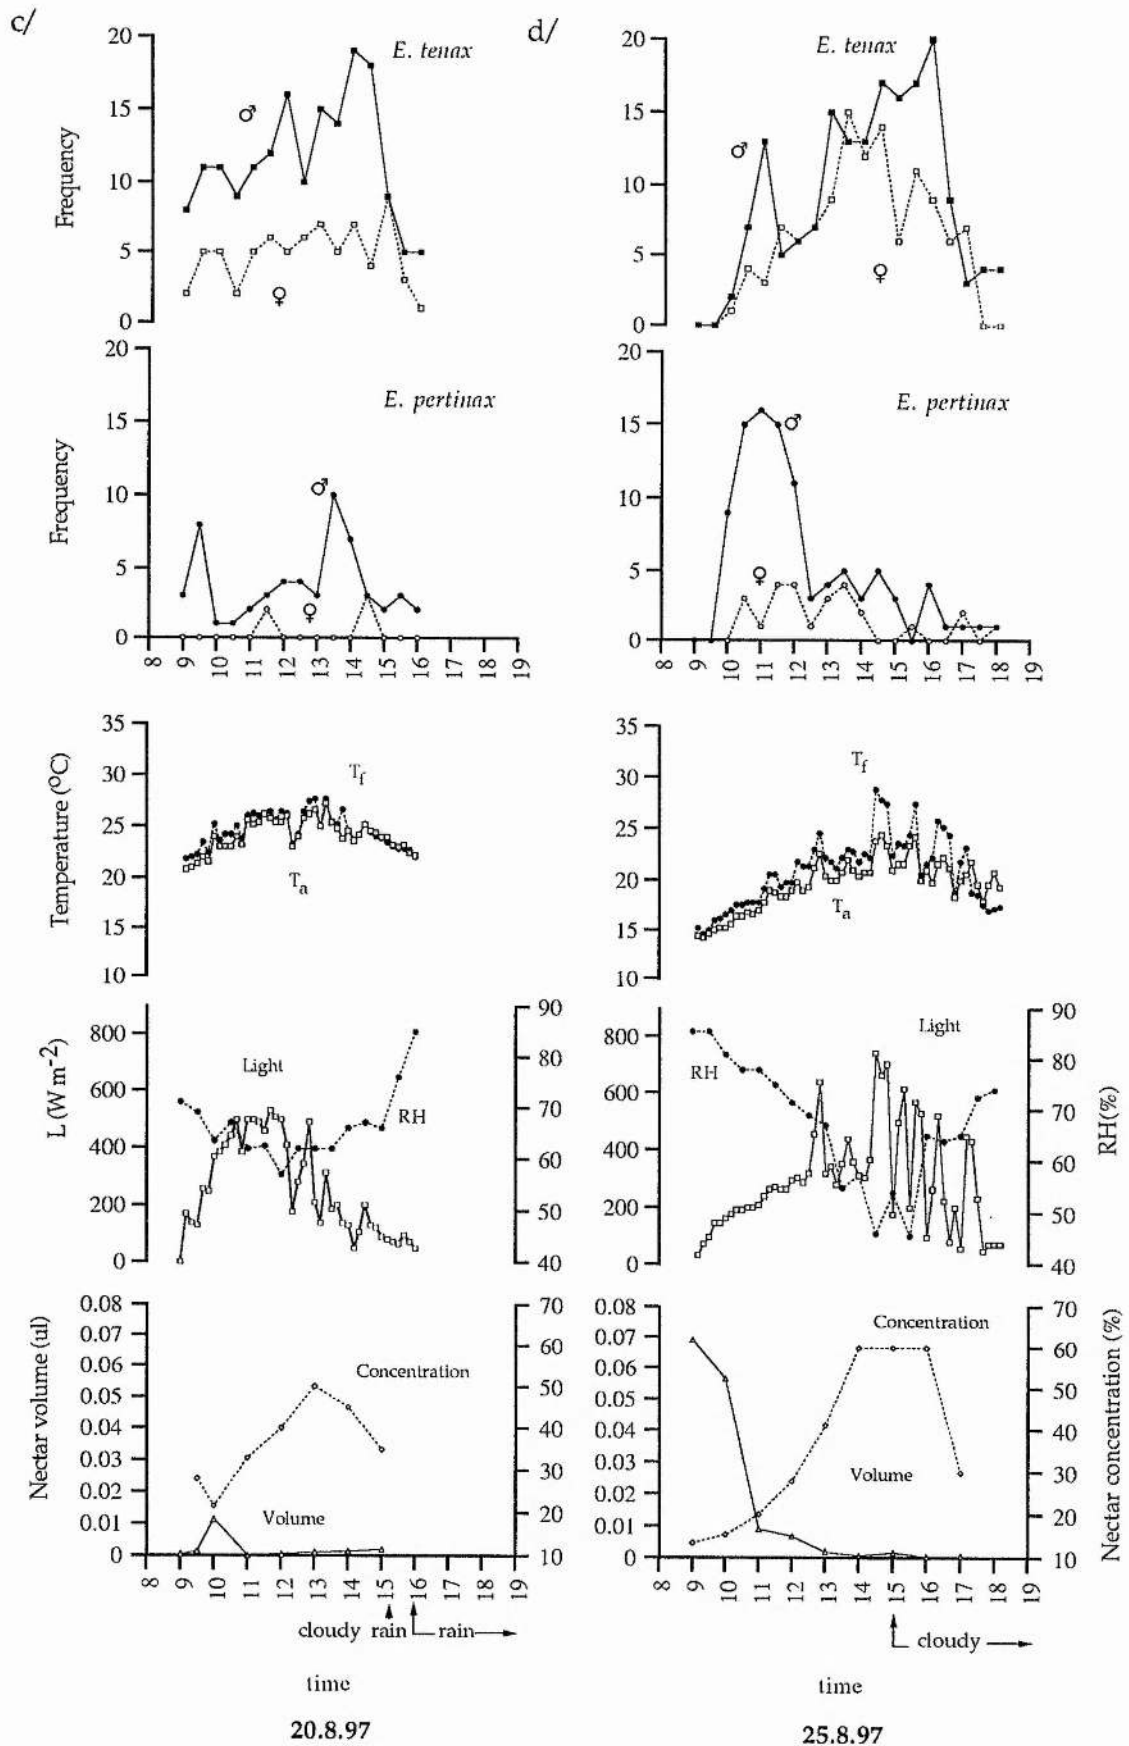 c/
20
E. tenax
15
♂
10
5
♀
0
Frequency
20
E. pertinax
15
10
♂
5
♀
0
Frequency
8 9 10 11 12 13 14 15 16 17 18 19
35
30
25
20
15
10
Temperature (ºC)
Tf
Ta
800
600
400
200
0
L (W m-2)
Light
RH
90
80
70
60
50
40
0.08
0.07
0.06
0.05
0.04
0.03
0.02
0.01
0
Nectar volume (ul)
Concentration
Volume
70
60
50
40
30
20
10
8 9 10 11 12 13 14 15 16 17 18 19
cloudy rain rain
time
20.8.97
d/
20
E. tenax
15
♂
10
5
♀
0
20
E. pertinax
15
♂
10
5
♀
0
8 9 10 11 12 13 14 15 16 17 18 19
35
30
25
20
15
10
Tf
Ta
800
600
400
200
0
Light
RH
90
80
70
60
50
40
RH(%)
0.08
0.07
0.06
0.05
0.04
0.03
0.02
0.01
0
Concentration
Volume
70
60
50
40
30
20
10
Nectar concentration (%)
8 9 10 11 12 13 14 15 16 17 18 19
cloudy
time
25.8.97